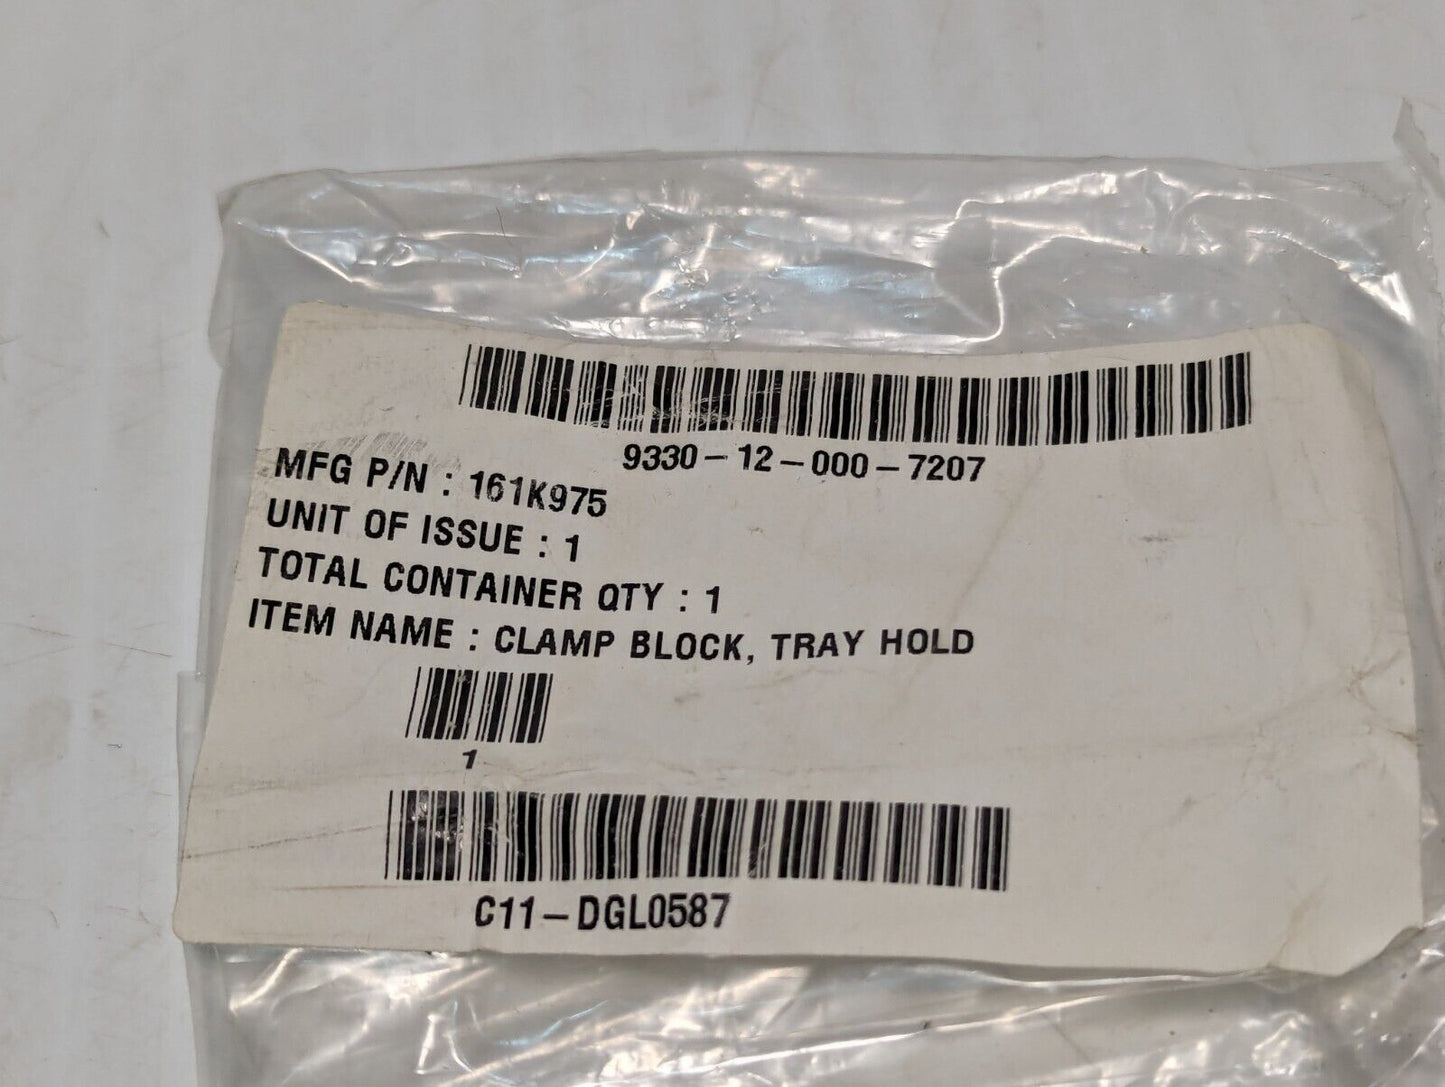 9330-12-000-7207
MFG P/N : 161K975
UNIT OF ISSUE : 1
TOTAL CONTAINER QTY : 1
ITEM NAME : CLAMP BLOCK, TRAY HOLD
1
C11-DGL0587